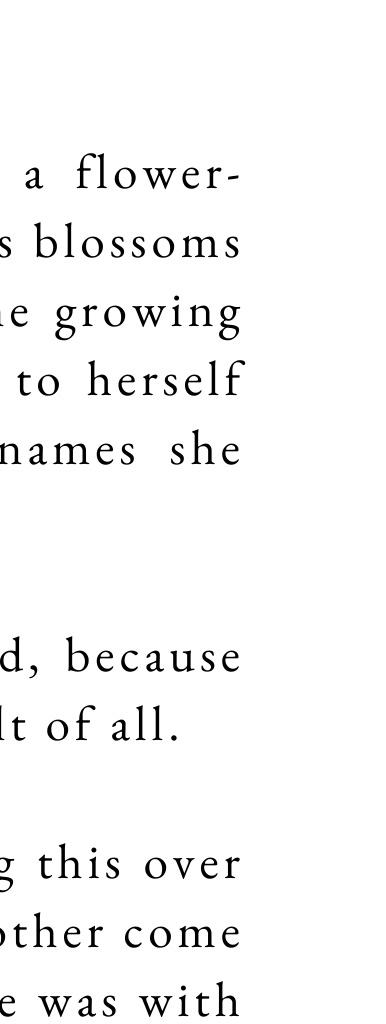 a flower-
s blossoms
e growing
to herself
names she
d, because
lt of all.
g this over
other come
e was with